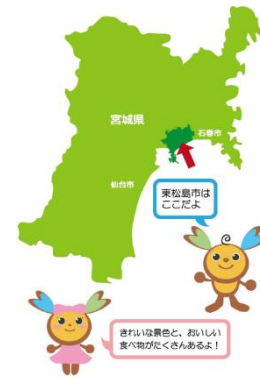 宮城県
石巻市
仙台市
東松島市は
ここだよ
きれいな景色と、おいしい
食べ物がたくさんあるよ！